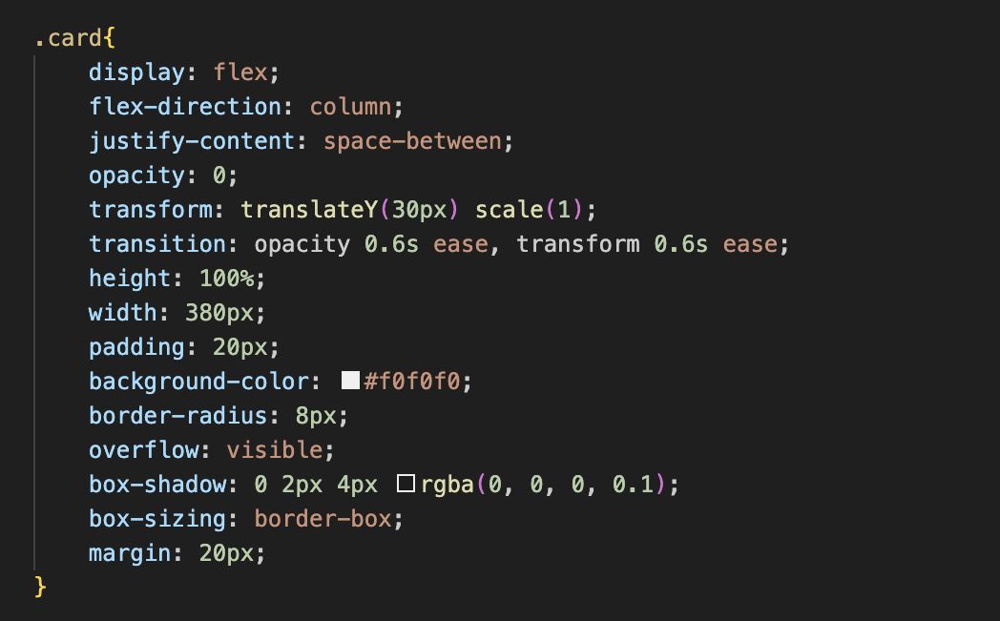 .card{
    display: flex;
    flex-direction: column;
    justify-content: space-between;
    opacity: 0;
    transform: translateY(30px) scale(1);
    transition: opacity 0.6s ease, transform 0.6s ease;
    height: 100%;
    width: 380px;
    padding: 20px;
    background-color: #f0f0f0;
    border-radius: 8px;
    overflow: visible;
    box-shadow: 0 2px 4px rgba(0, 0, 0, 0.1);
    box-sizing: border-box;
    margin: 20px;
}